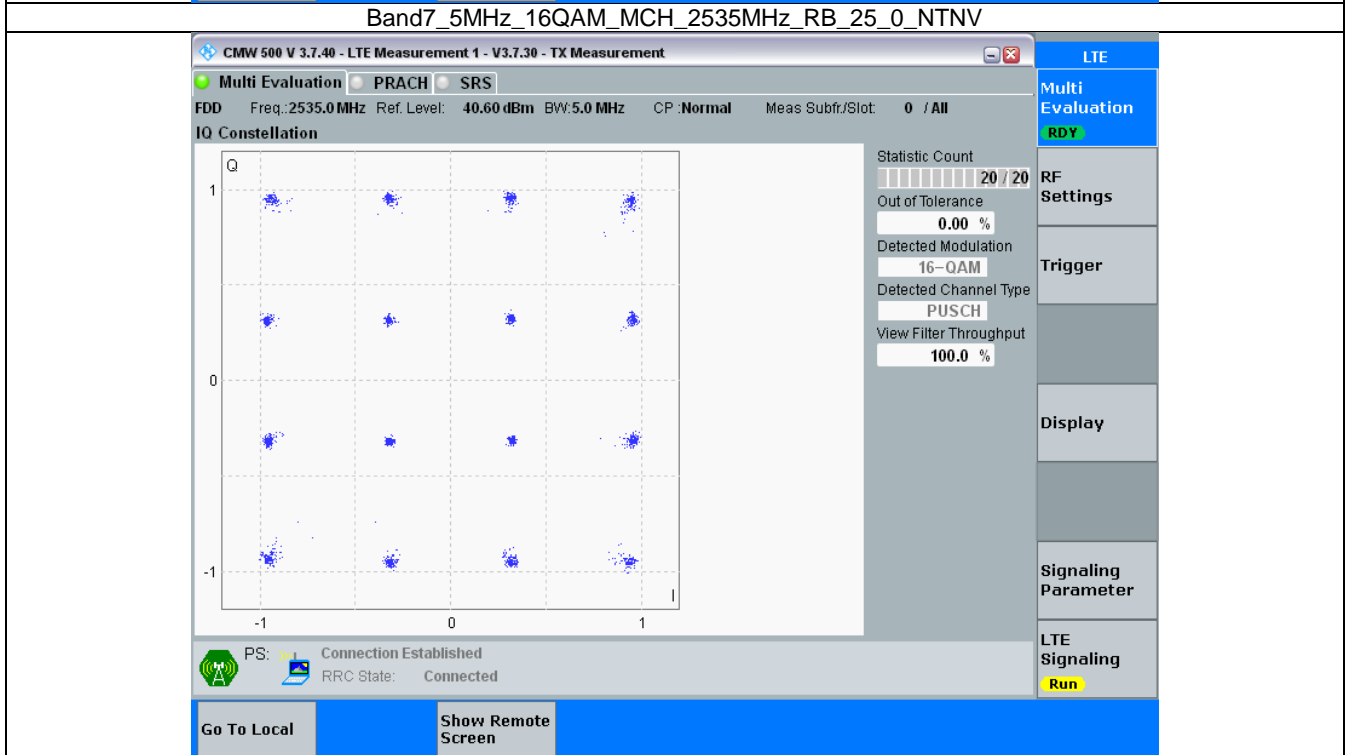 Band7_5MHz_16QAM_MCH_2535MHz_RB_25_0_NTNV
CMW 500 V 3.7.40 - LTE Measurement 1 - V3.7.30 - TX Measurement
LTE
Multi Evaluation PRACH SRS
Multi
Evaluation
RDY
FDD Freq.:2535.0 MHz Ref. Level: 40.60 dBm BW:5.0 MHz CP :Normal Meas Subfr./Slot: 0 / All
IQ Constellation
Q
1
0
-1
I
-1 0 1
Statistic Count
20 / 20
Out of Tolerance
0.00 %
Detected Modulation
16-QAM
Detected Channel Type
PUSCH
View Filter Throughput
100.0 %
RF
Settings
Trigger
Display
Signaling
Parameter
LTE
Signaling
Run
PS: Connection Established
RRC State: Connected
Go To Local
Show Remote
Screen